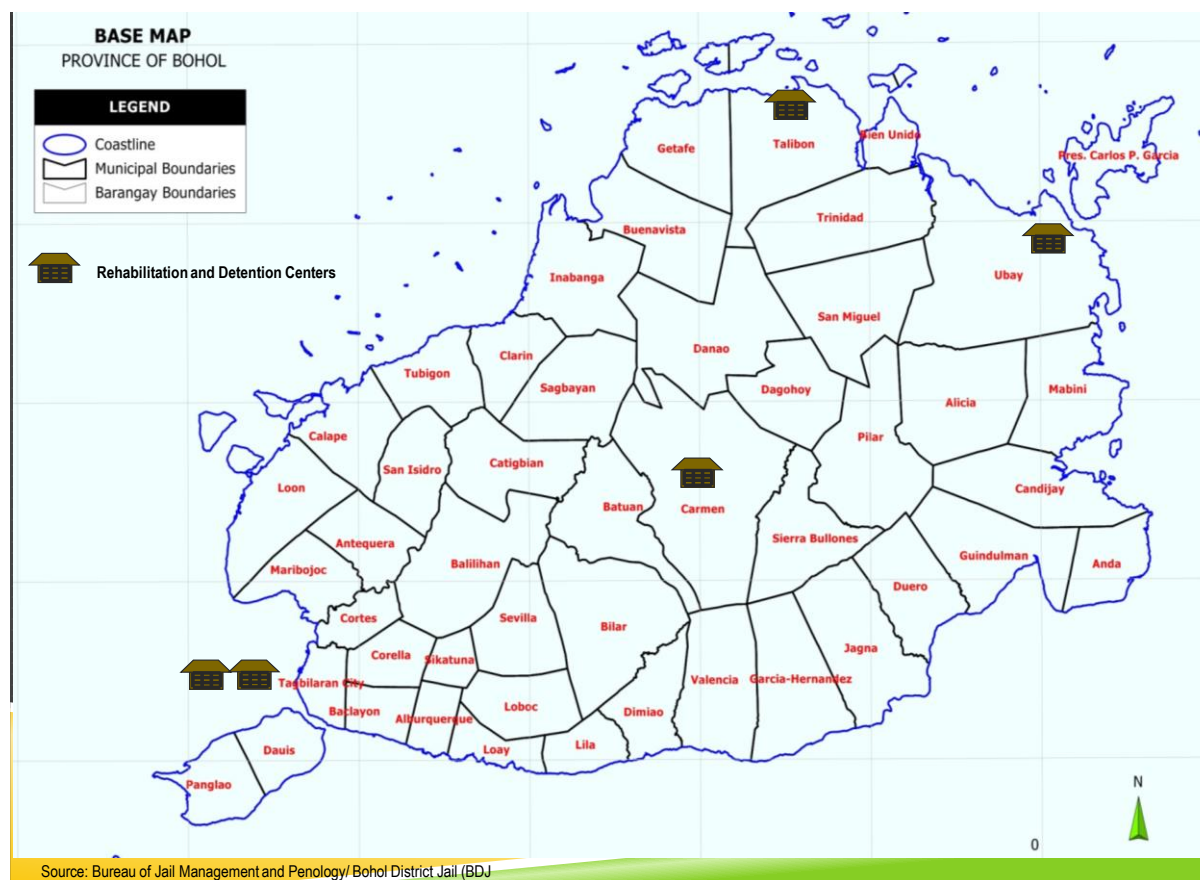 BASE MAP
PROVINCE OF BOHOL
LEGEND
Coastline
Municipal Boundaries
Barangay Boundaries
Rehabilitation and Detention Centers
Getafe
Talibon
Bien Unido
Pres. Carlos P. Garcia
Trinidad
Buenavista
Inabanga
Ubay
San Miguel
Danao
Clarin
Tubigon
Sagbayan
Dagohoy
Mabini
Alicia
Calape
Pilar
San Isidro
Catigbian
Loon
Candijay
Batuan
Carmen
Sierra Bullones
Antequera
Guindulman
Anda
Balilihan
Maribojoc
Duero
Cortes
Sevilla
Bilar
Jagna
Corella
Sikatuna
Valencia
Garcia-Hernandez
Tagbilaran City
Baclayon
Alburquerque
Loboc
Dimiao
Lila
Loay
Dauis
Panglao
N
0
Source: Bureau of Jail Management and Penology/ Bohol District Jail (BDJ